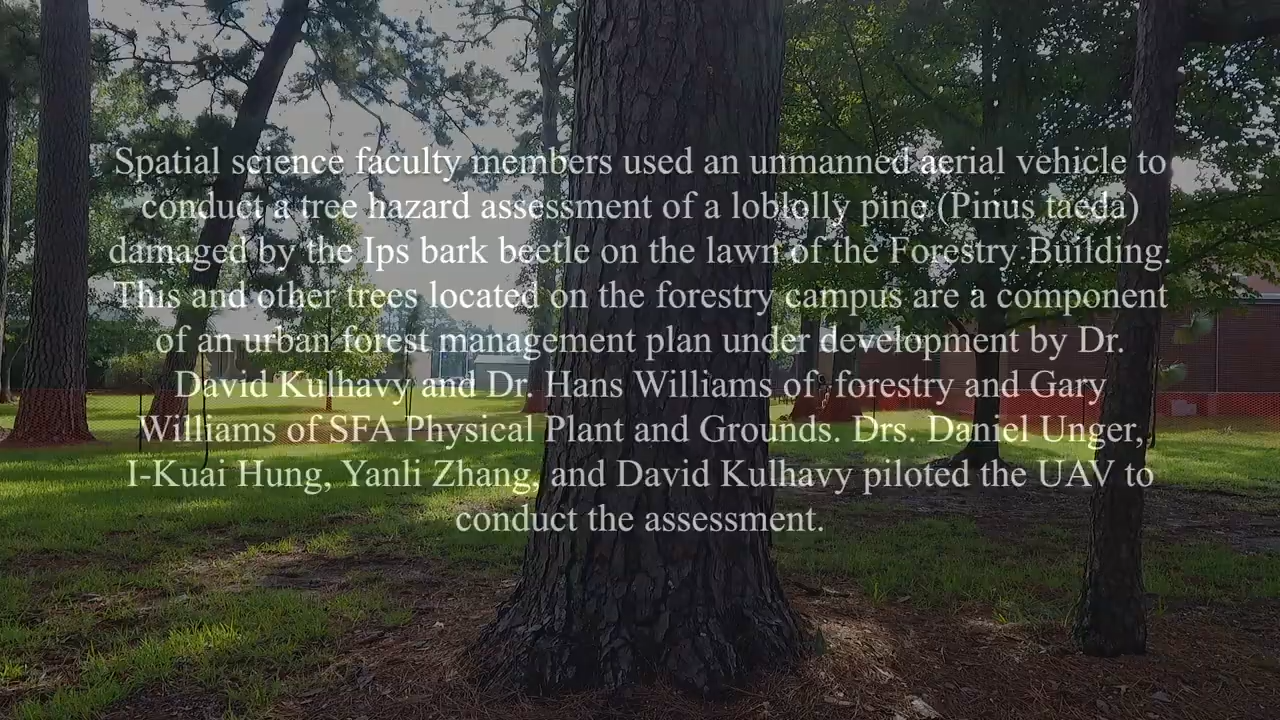 Spatial science faculty members used an unmanned aerial vehicle to
conduct a tree hazard assessment of a loblolly pine (Pinus taeda)
damaged by the Ips bark beetle on the lawn of the Forestry Building.
This and other trees located on the forestry campus are a component
of an urban forest management plan under development by Dr.
David Kulhavy and Dr. Hans Williams of forestry and Gary
Williams of SFA Physical Plant and Grounds. Drs. Daniel Unger,
I-Kuai Hung, Yanli Zhang, and David Kulhavy piloted the UAV to
conduct the assessment.